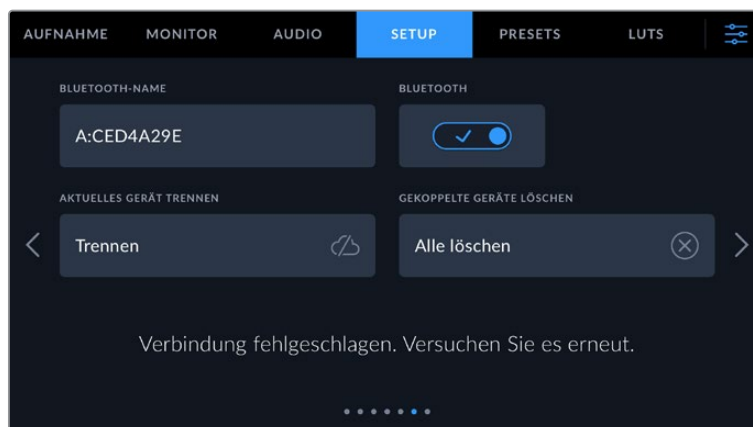 AUFNAHME MONITOR AUDIO SETUP PRESETS LUTS
BLUETOOTH-NAME BLUETOOTH
A:CED4A29E
AKTUELLES GERÄT TRENNEN GEKOPPELTE GERÄTE LÖSCHEN
Trennen Alle löschen
Verbindung fehlgeschlagen. Versuchen Sie es erneut.